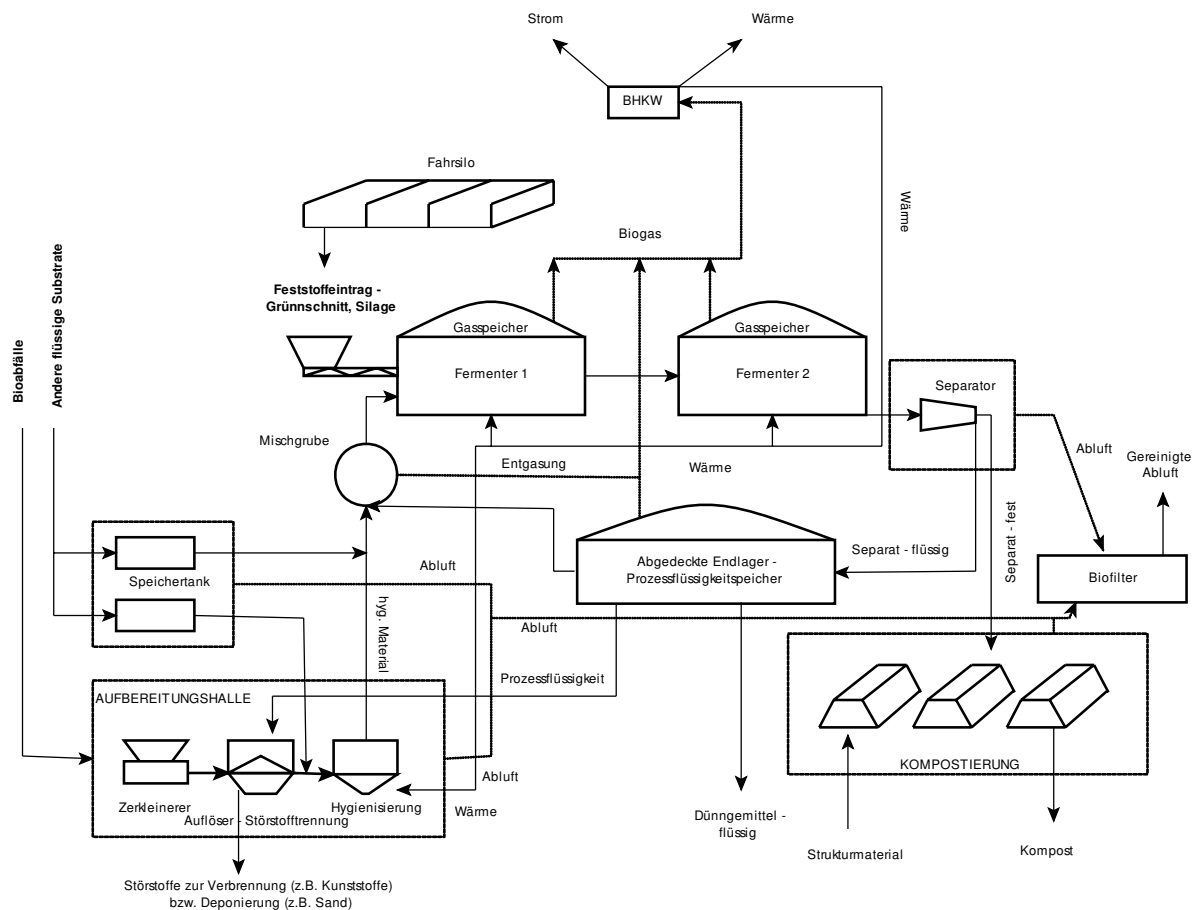 Strom
Wärme
BHKW
Fahrsilo
Wärme
Biogas
Feststoffeintrag -
Grünnschnitt, Silage
Bioabfälle
Andere flüssige Substrate
Gasspeicher
Gasspeicher
Fermenter 1
Fermenter 2
Separator
Mischgrube
Entgasung
Wärme
Abluft
Gereinigte
Abluft
Separat - fest
Separat - flüssig
Abgedeckte Endlager -
Prozessflüssigkeitspeicher
Biofilter
Speichertank
Abluft
hyg. Material
Abluft
Prozessflüssigkeit
AUFBEREITUNGSHALLE
KOMPOSTIERUNG
Abluft
Zerkleinerer
Hygienisierung
Auflöser - Störstofftrennung
Wärme
Dünngemittel -
flüssig
Strukturmaterial
Kompost
Störstoffe zur Verbrennung (z.B. Kunststoffe)
bzw. Deponierung (z.B. Sand)